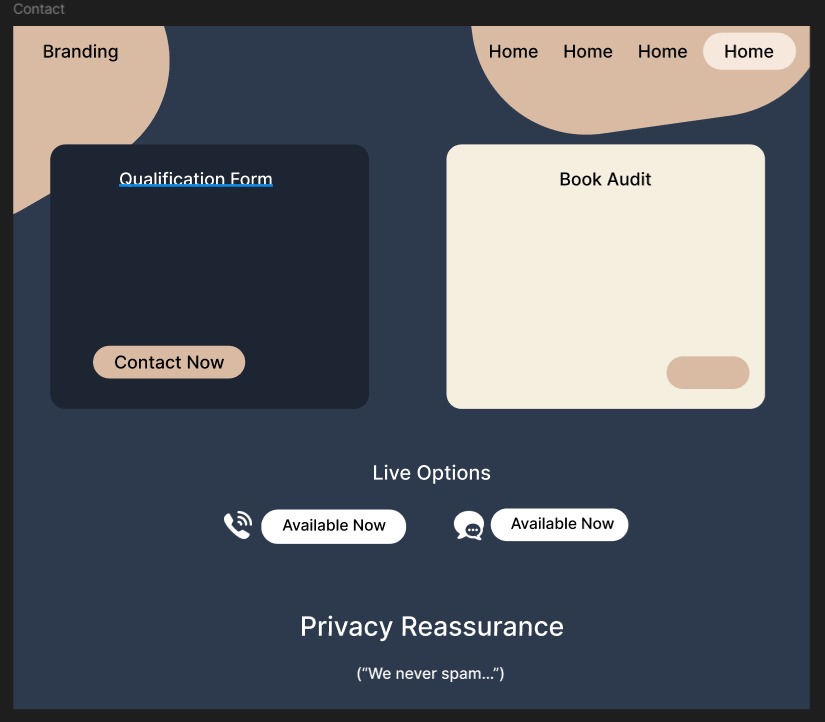 Contact
Branding
Home Home Home Home
Qualification Form
Book Audit
Contact Now
Live Options
Available Now
Available Now
Privacy Reassurance
(“We never spam...”)